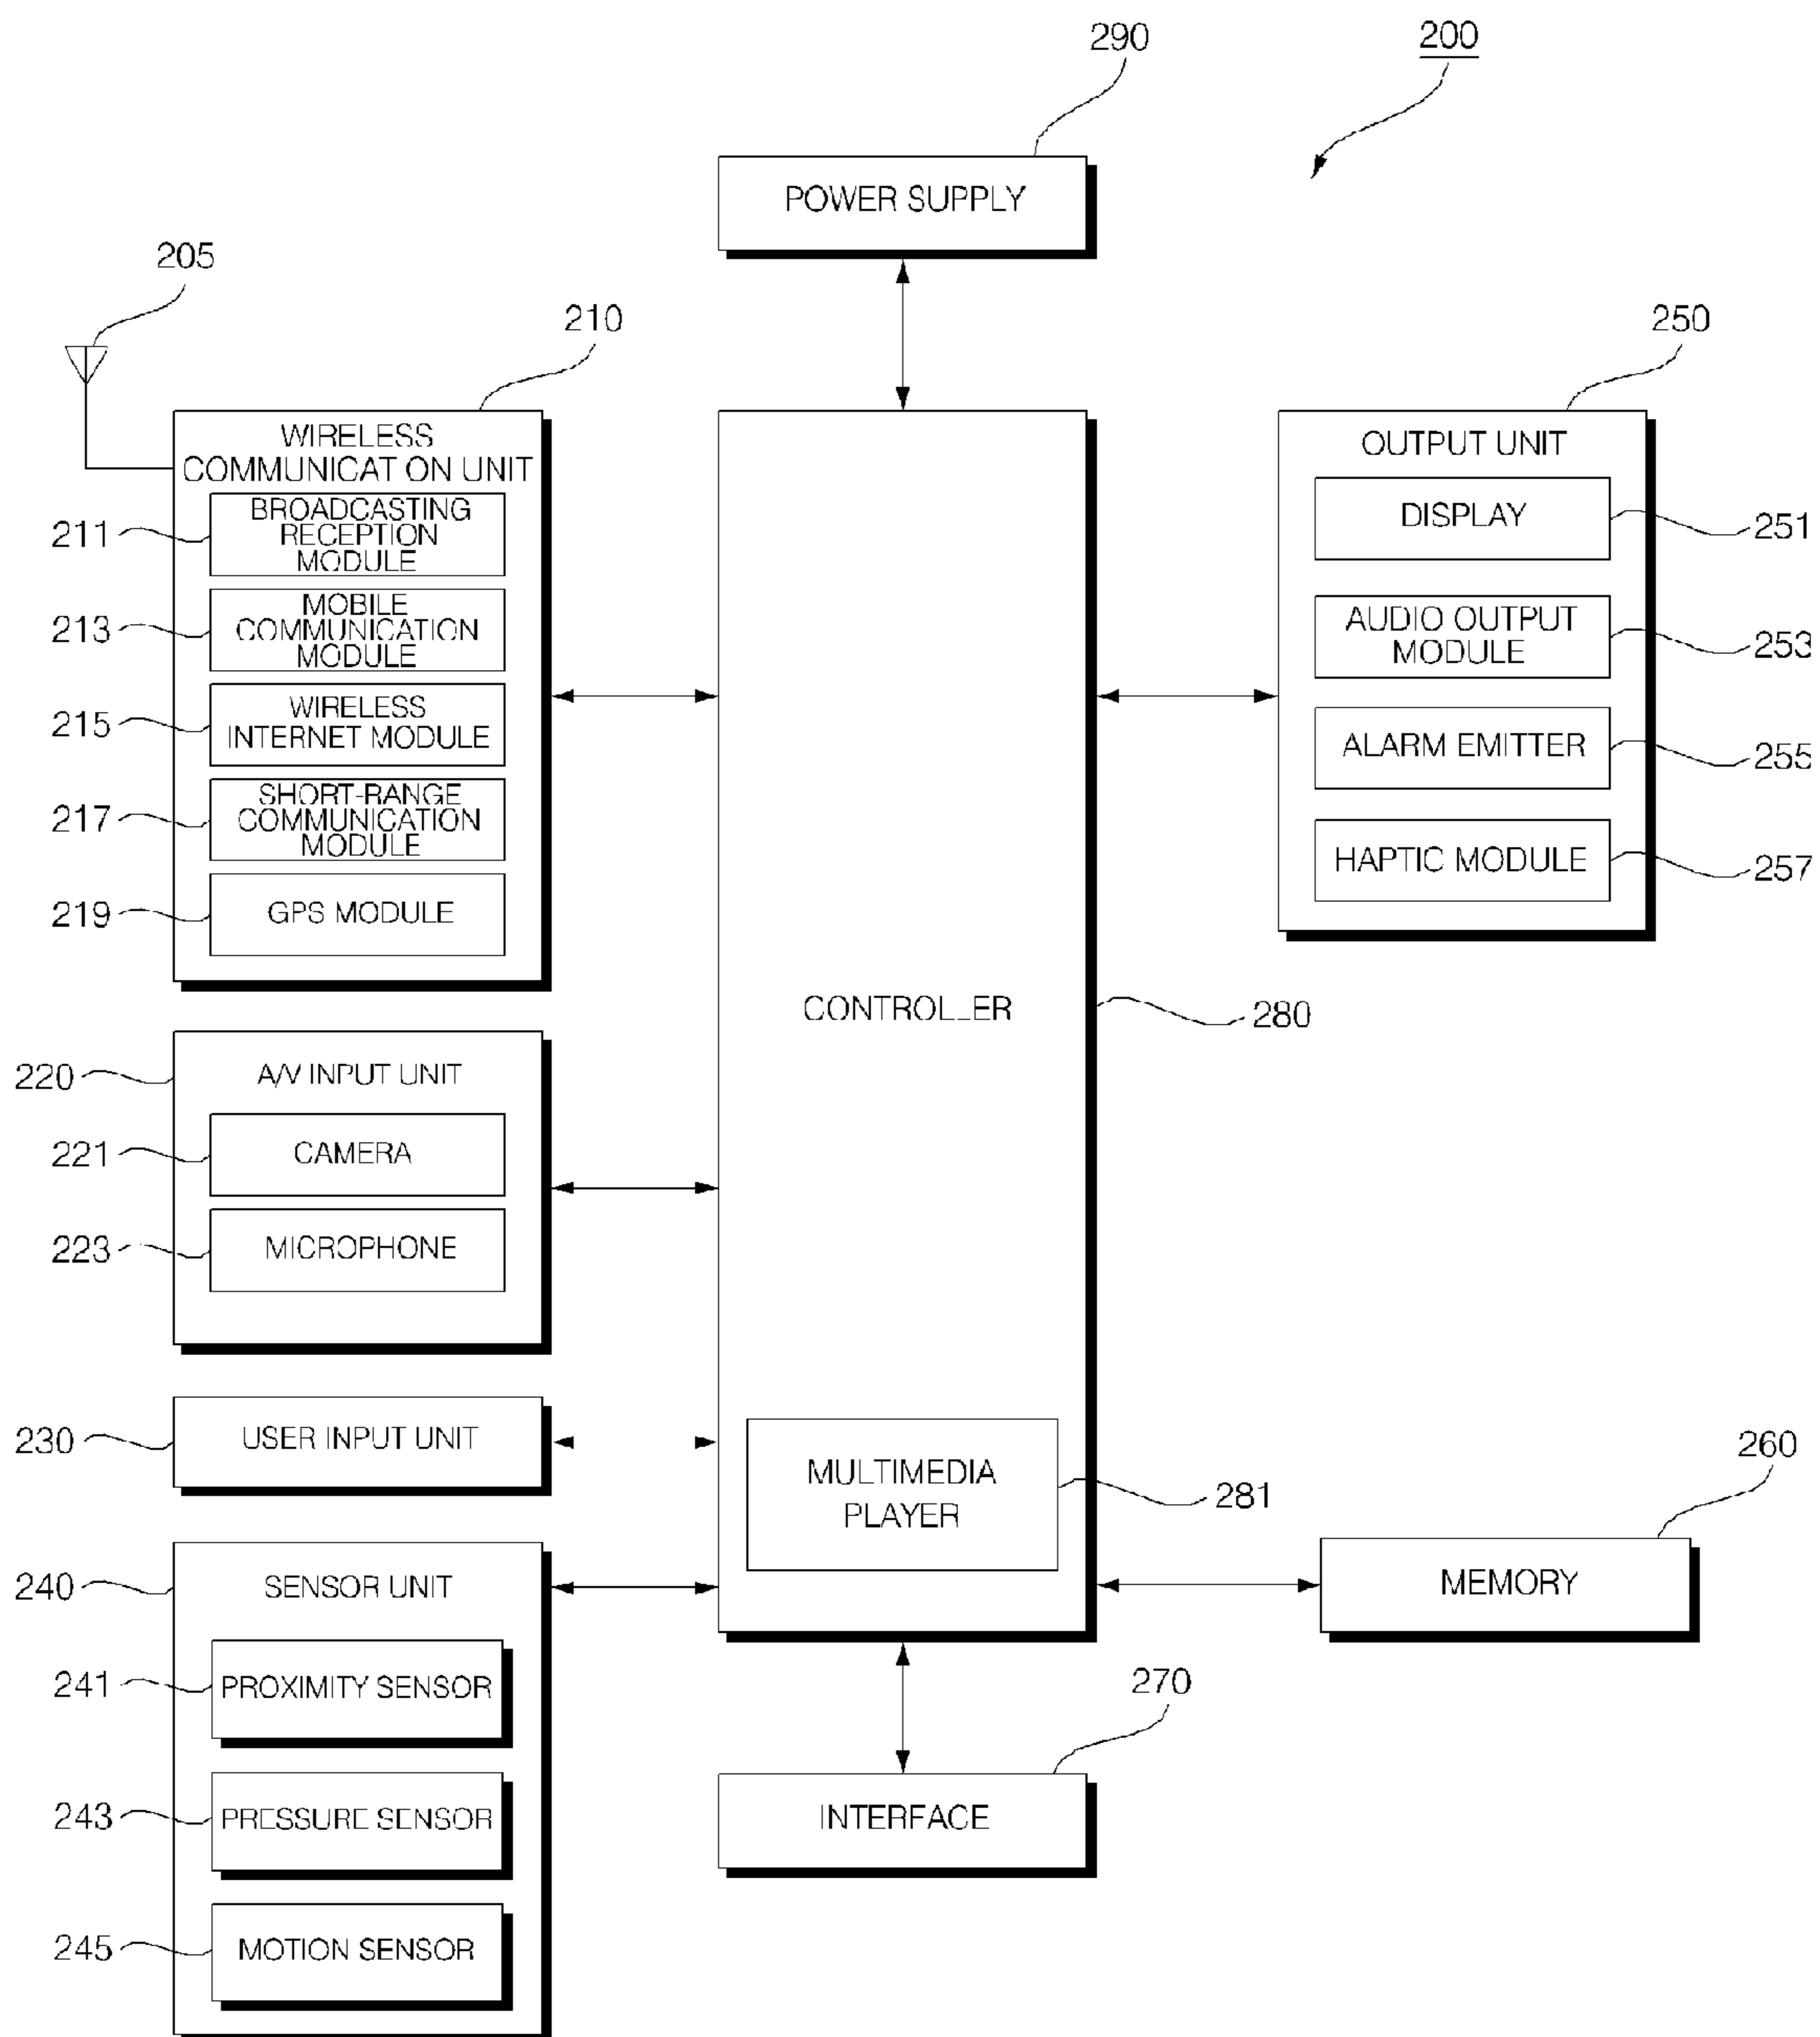 290
200
POWER SUPPLY
205
210
250
WIRELESS
COMMUNICAT ON UNIT
211
BROADCASTING
RECEPTION
MODULE
213
MOBILE
COMMUNICATION
MODULE
215
WIRELESS
INTERNET MODULE
217
SHORT-RANGE
COMMUNICATION
MODULE
219
GPS MODULE
OUTPUT UNIT
DISPLAY
251
AUDIO OUTPUT
MODULE
253
ALARM EMITTER
255
HAPTIC MODULE
257
CONTROLLER
280
220
A/V INPUT UNIT
221
CAMERA
223
MICROPHONE
230
USER INPUT UNIT
MULTIMEDIA
PLAYER
281
260
MEMORY
240
SENSOR UNIT
241
PROXIMITY SENSOR
243
PRESSURE SENSOR
245
MOTION SENSOR
270
INTERFACE